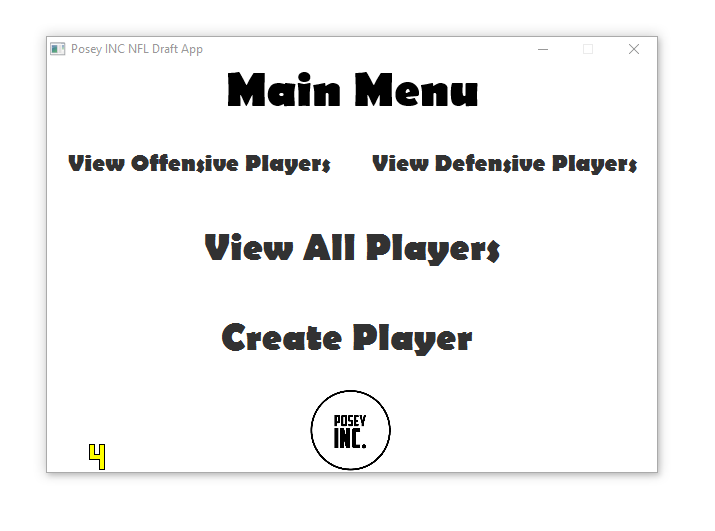 Posey INC NFL Draft App
Main Menu
View Offensive Players
View Defensive Players
View All Players
Create Player
POSEY
INC.
4